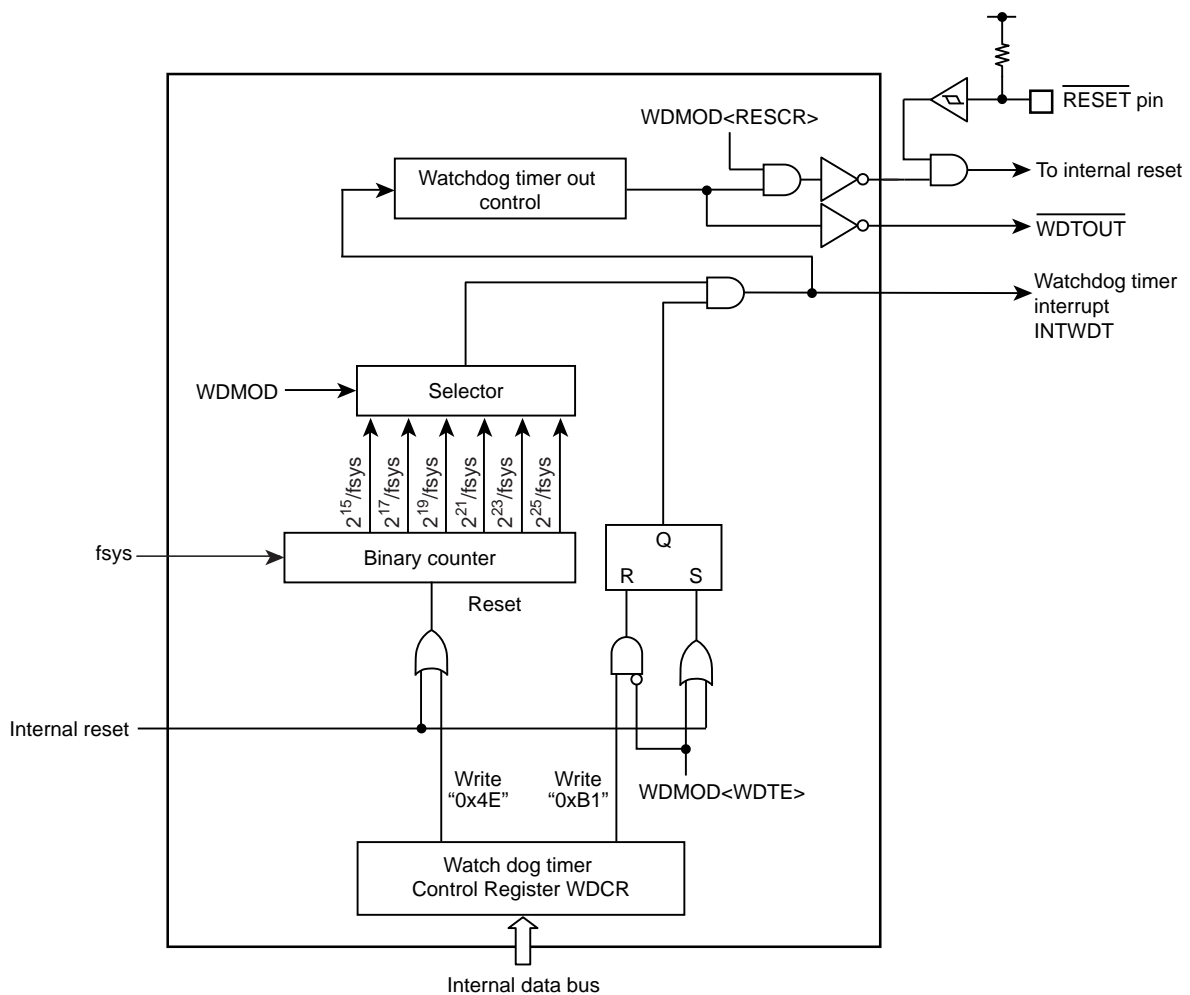 WDMOD<RESCR>
RESET pin
Watchdog timer out
control
To internal reset
WDTOUT
Watchdog timer
interrupt
INTWDT
WDMOD
Selector
2^15/fsys
2^17/fsys
2^19/fsys
2^21/fsys
2^23/fsys
2^25/fsys
fsys
Binary counter
Q
R S
Reset
Internal reset
Write
“0x4E”
Write
“0xB1”
WDMOD<WDTE>
Watch dog timer
Control Register WDCR
Internal data bus